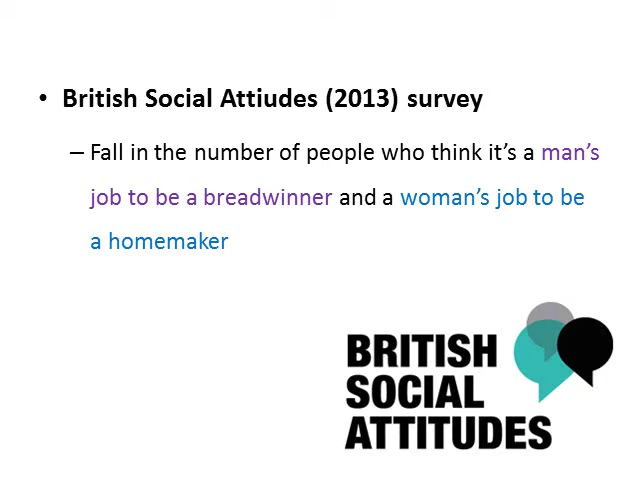 • British Social Attiudes (2013) survey
– Fall in the number of people who think it’s a man’s
job to be a breadwinner and a woman’s job to be
a homemaker
BRITISH
SOCIAL
ATTITUDES